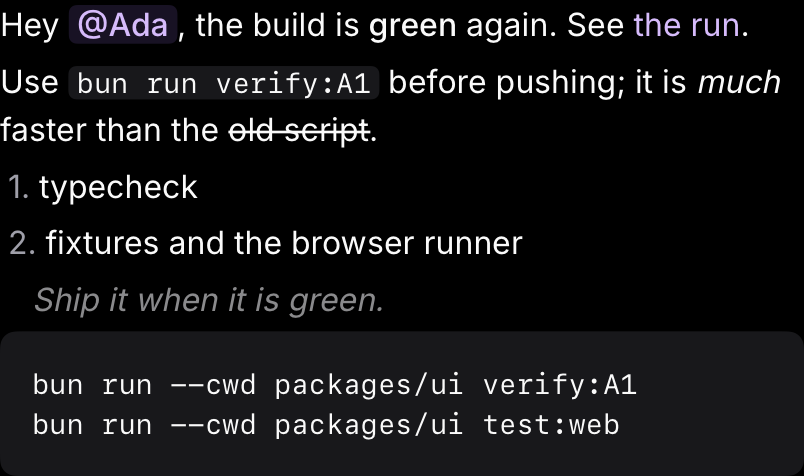 Hey @Ada, the build is green again. See the run.
Use bun run verify:A1 before pushing; it is much
faster than the old script.
1. typecheck
2. fixtures and the browser runner
Ship it when it is green.
bun run --cwd packages/ui verify:A1
bun run --cwd packages/ui test:web